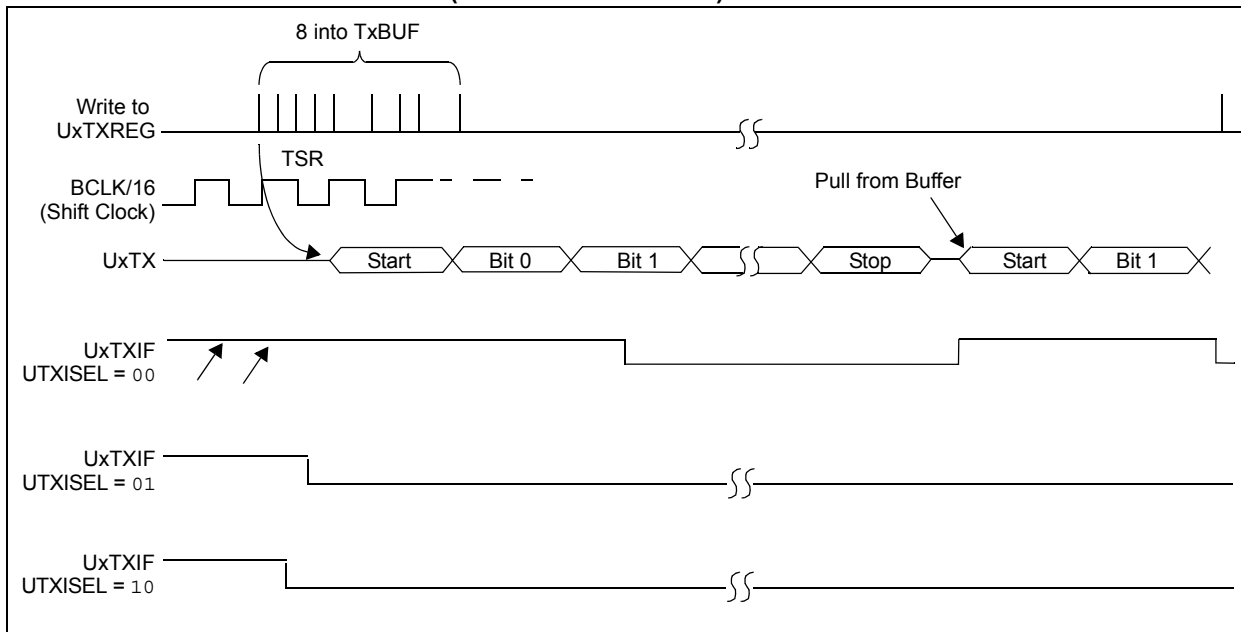 8 into TxBUF
Write to
UxTXREG
TSR
BCLK/16
(Shift Clock)
Pull from Buffer
UxTX
Start
Bit 0
Bit 1
Stop
Start
Bit 1
UxTXIF
UTXISEL = 00
UxTXIF
UTXISEL = 01
UxTXIF
UTXISEL = 10